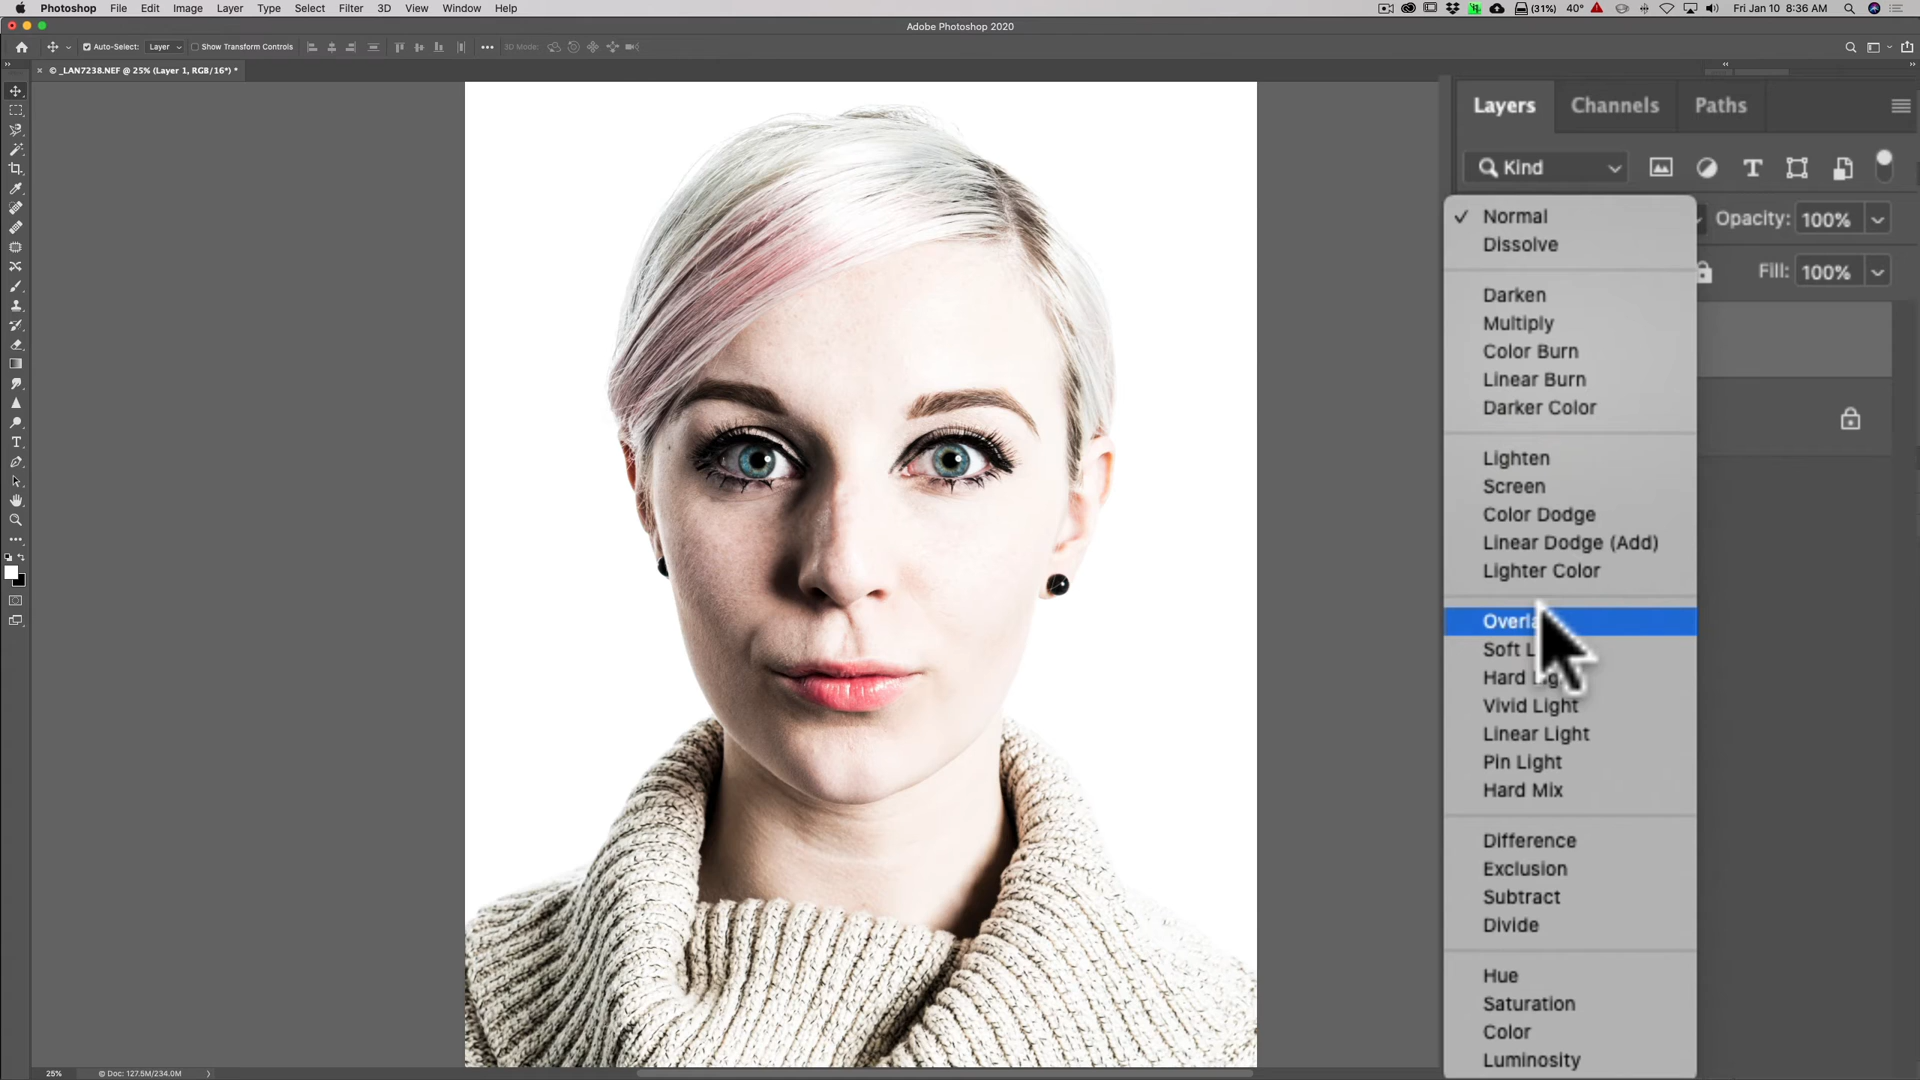 Photoshop File Edit Image Layer Type Select Filter 3D View Window Help (31%) 40° Fri Jan 10 8:36 AM
Adobe Photoshop 2020
Auto-Select: Layer Show Transform Controls 3D Mode:
© _LAN7238.NEF @ 25% (Layer 1, RGB/16*) *
Layers Channels Paths
Kind
Normal
Opacity: 100%
Dissolve
Fill: 100%
Darken
Multiply
Color Burn
Linear Burn
Darker Color
Lighten
Screen
Color Dodge
Linear Dodge (Add)
Lighter Color
Soft
Hard
Vivid Light
Linear Light
Pin Light
Hard Mix
Difference
Exclusion
Subtract
Divide
Hue
Saturation
Color
Luminosity
25% Doc: 127.5M/234.0M